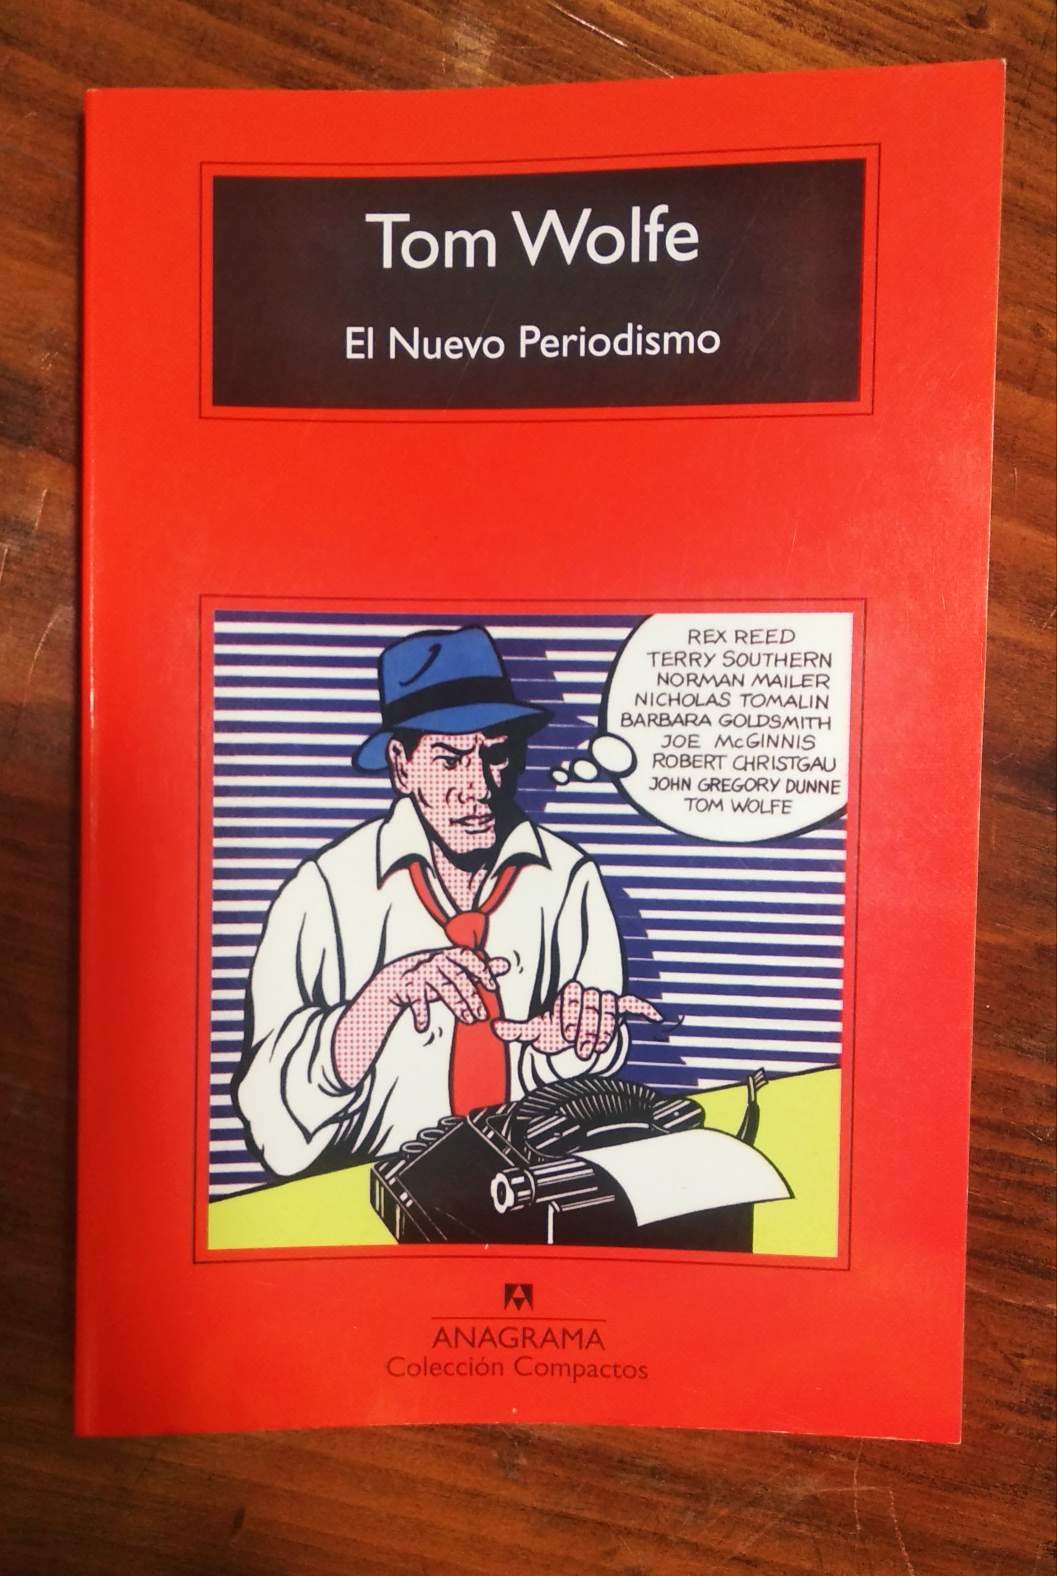 Tom Wolfe
El Nuevo Periodismo
REX REED
TERRY SOUTHERN
NORMAN MAILER
NICHOLAS TOMALIN
BARBARA GOLDSMITH
JOE McGINNIS
ROBERT CHRISTGAU
JOHN GREGORY DUNNE
TOM WOLFE
ANAGRAMA
Colección Compactos